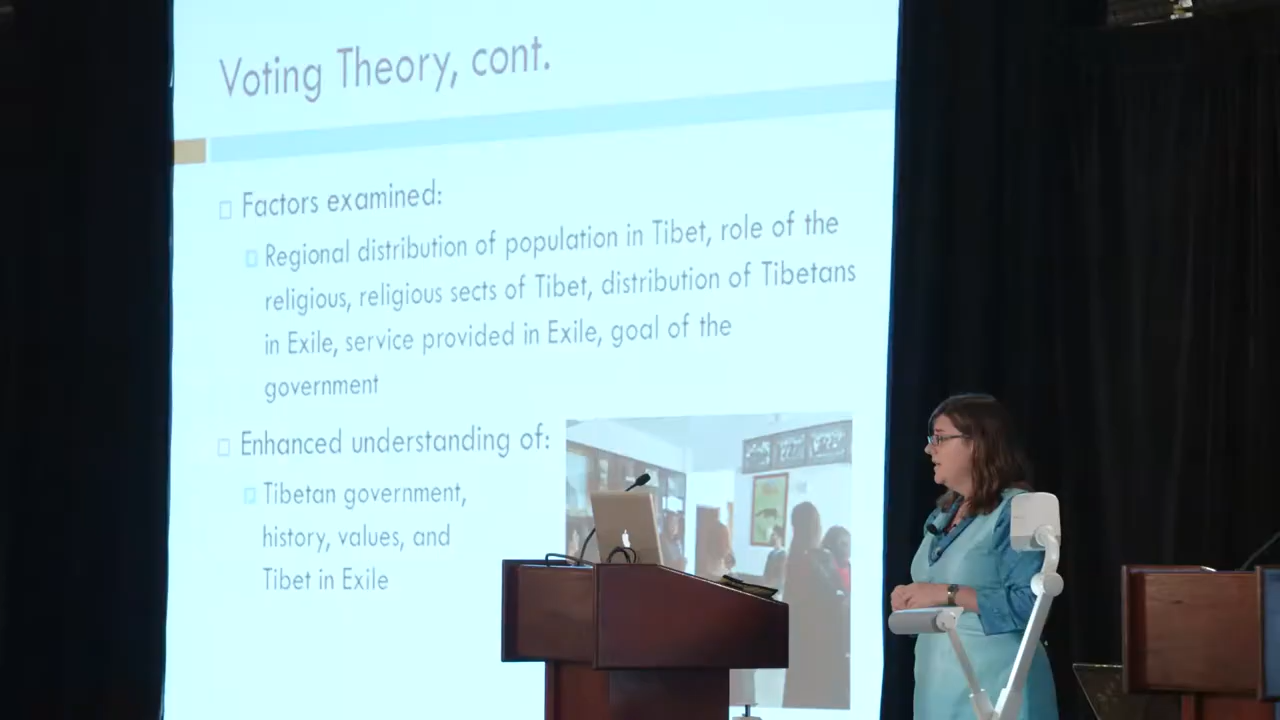 Voting Theory, cont.
Factors examined:
Regional distribution of population in Tibet, role of the
religious, religious sects of Tibet, distribution of Tibetans
in Exile, service provided in Exile, goal of the
government
Enhanced understanding of:
Tibetan government,
history, values, and
Tibet in Exile